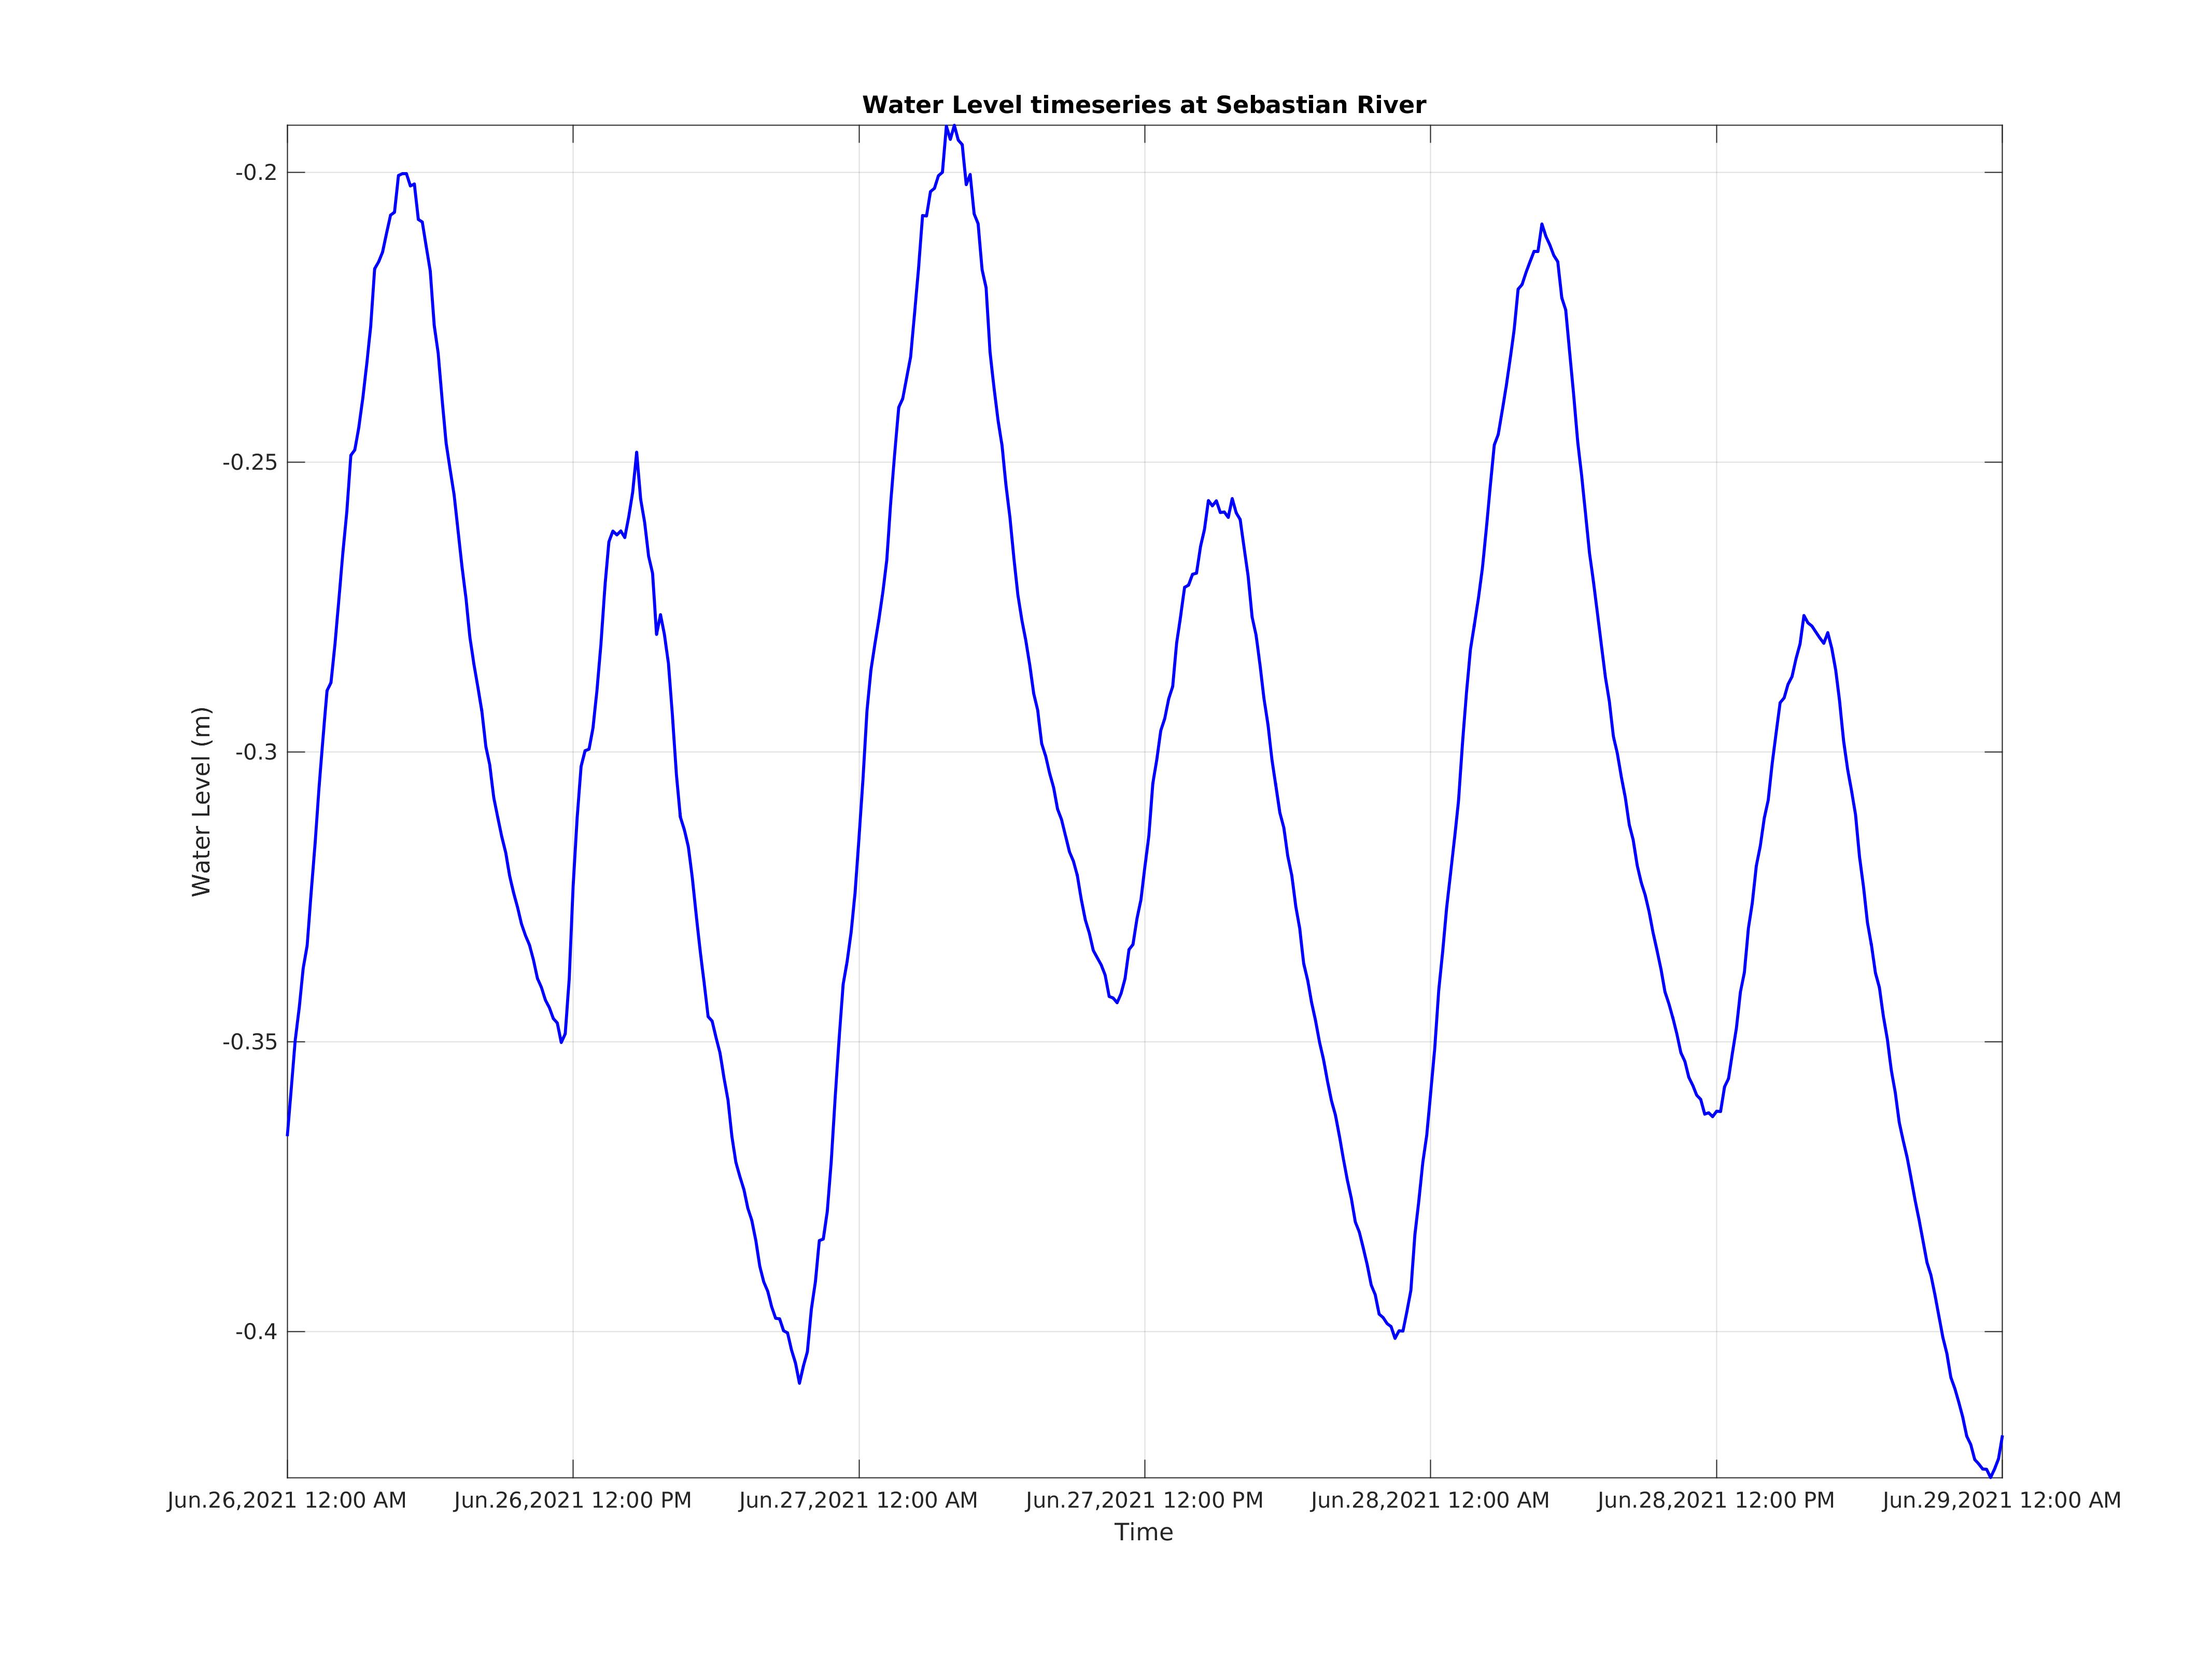 Water Level timeseries at Sebastian River
-0.2
-0.25
-0.3
-0.35
-0.4
Water Level (m)
Jun.26,2021 12:00 AM
Jun.26,2021 12:00 PM
Jun.27,2021 12:00 AM
Jun.27,2021 12:00 PM
Jun.28,2021 12:00 AM
Jun.28,2021 12:00 PM
Jun.29,2021 12:00 AM
Time